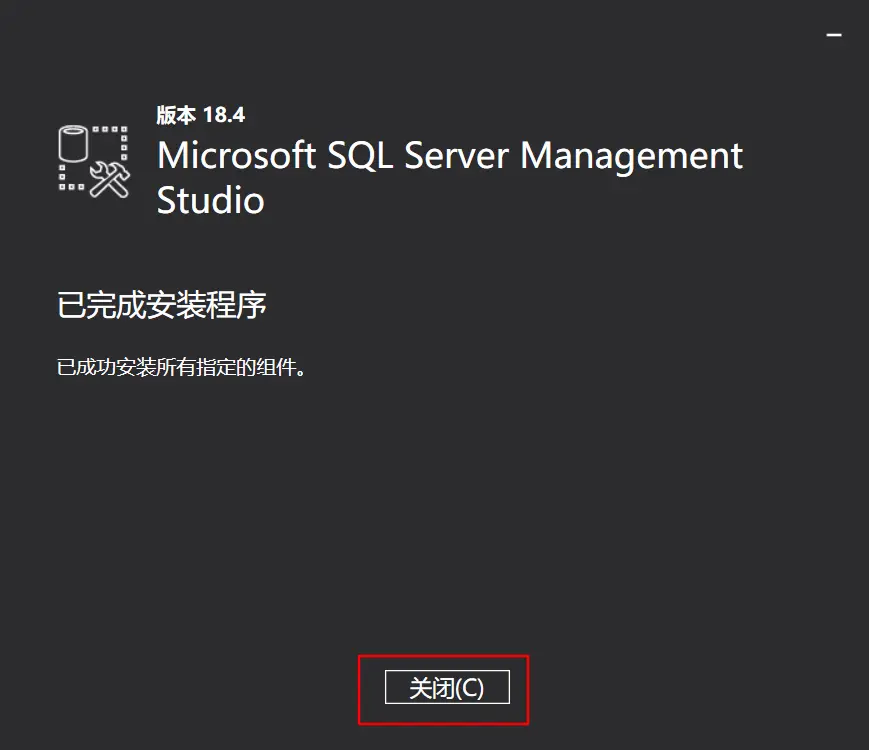 版本 18.4
Microsoft SQL Server Management
Studio
已完成安装程序
已成功安装所有指定的组件。
关闭(C)